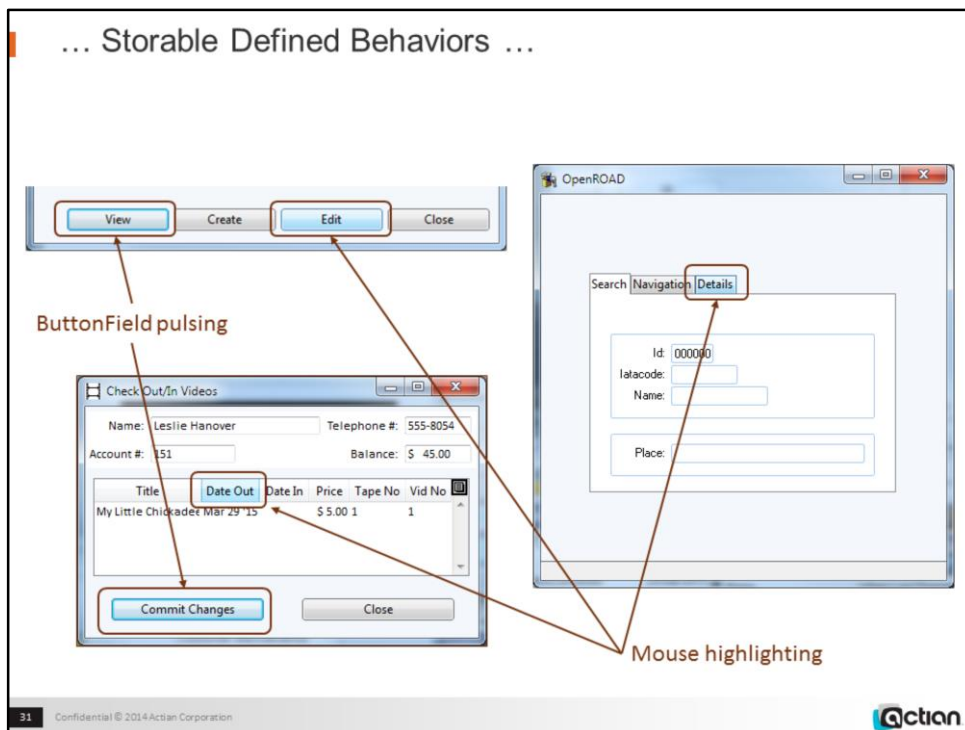 … Storable Defined Behaviors …
View Create Edit Close
OpenROAD
Search Navigation Details
ButtonField pulsing
Id: 000000
Iatacode:
Name:
Place:
Check Out/In Videos
Name: Leslie Hanover Telephone #: 555-8054
Account #: 151 Balance: $ 45.00
Title Date Out Date In Price Tape No Vid No
My Little Chickadee Mar 29 '15 $ 5.00 1 1
Commit Changes Close
Mouse highlighting
31 Confidential © 2014 Actian Corporation
actian